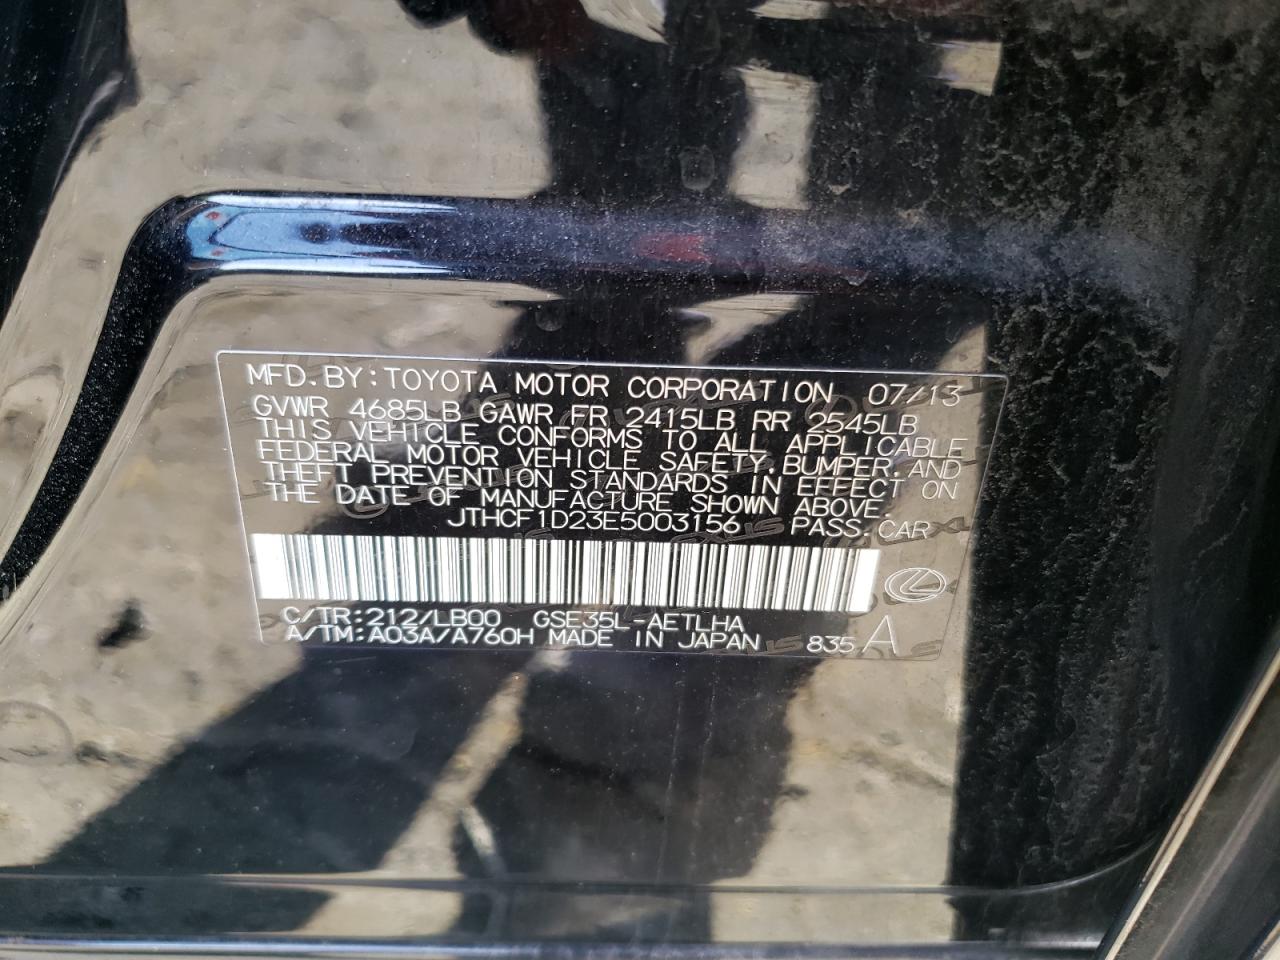 MFD.BY:TOYOTA MOTOR CORPORATION 07/13
GVWR 4685LB GAWR FR 2415LB RR 2545LB
THIS VEHICLE CONFORMS TO ALL APPLICABLE
FEDERAL MOTOR VEHICLE SAFETY,BUMPER,AND
THEFT PREVENTION STANDARDS IN EFFECT ON
THE DATE OF MANUFACTURE SHOWN ABOVE.
JTHCF1D23E5003156 PASS.CAR
C/TR:212/LB00 GSE35L-AETLHA
A/TM:A03A/A760H MADE IN JAPAN 835 A